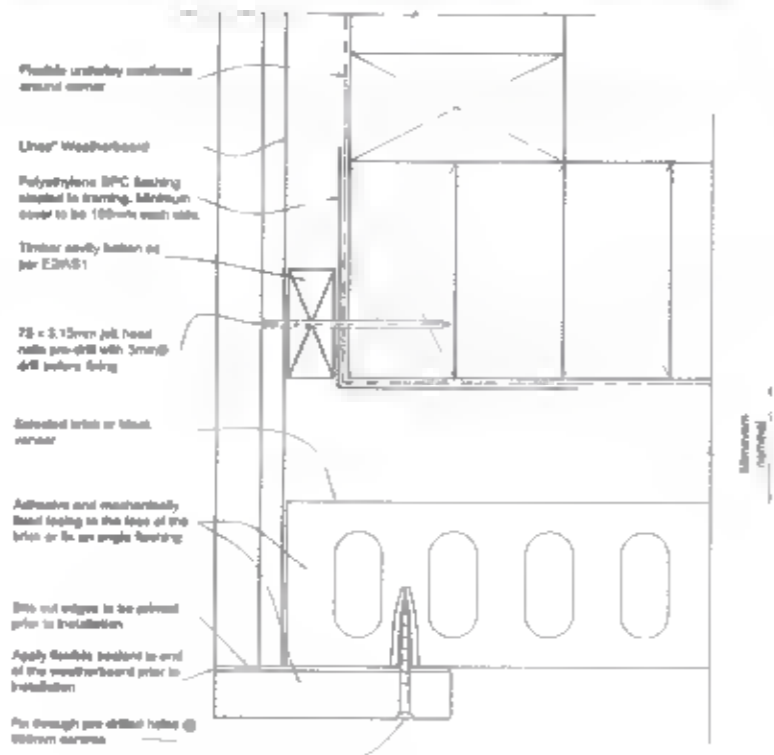 Flexible underlay continuous
around corner
Linea® Weatherboard
Polyethylene DPC flashing
stapled to framing. Minimum
cover to be 100mm each side.
Timber cavity batten as
per E2/AS1
75 x 3.15mm jolt head
nails pre-drill with 3mmØ
drill before fixing
Selected brick or block
veneer
Adhesive and mechanically
fixed facing to the face of the
brick or fix an angle flashing
Site cut edges to be primed
prior to installation
Apply flexible sealant to end
of the weatherboard prior to
installation
Fix through pre-drilled holes @
centres
Minimum
nominal